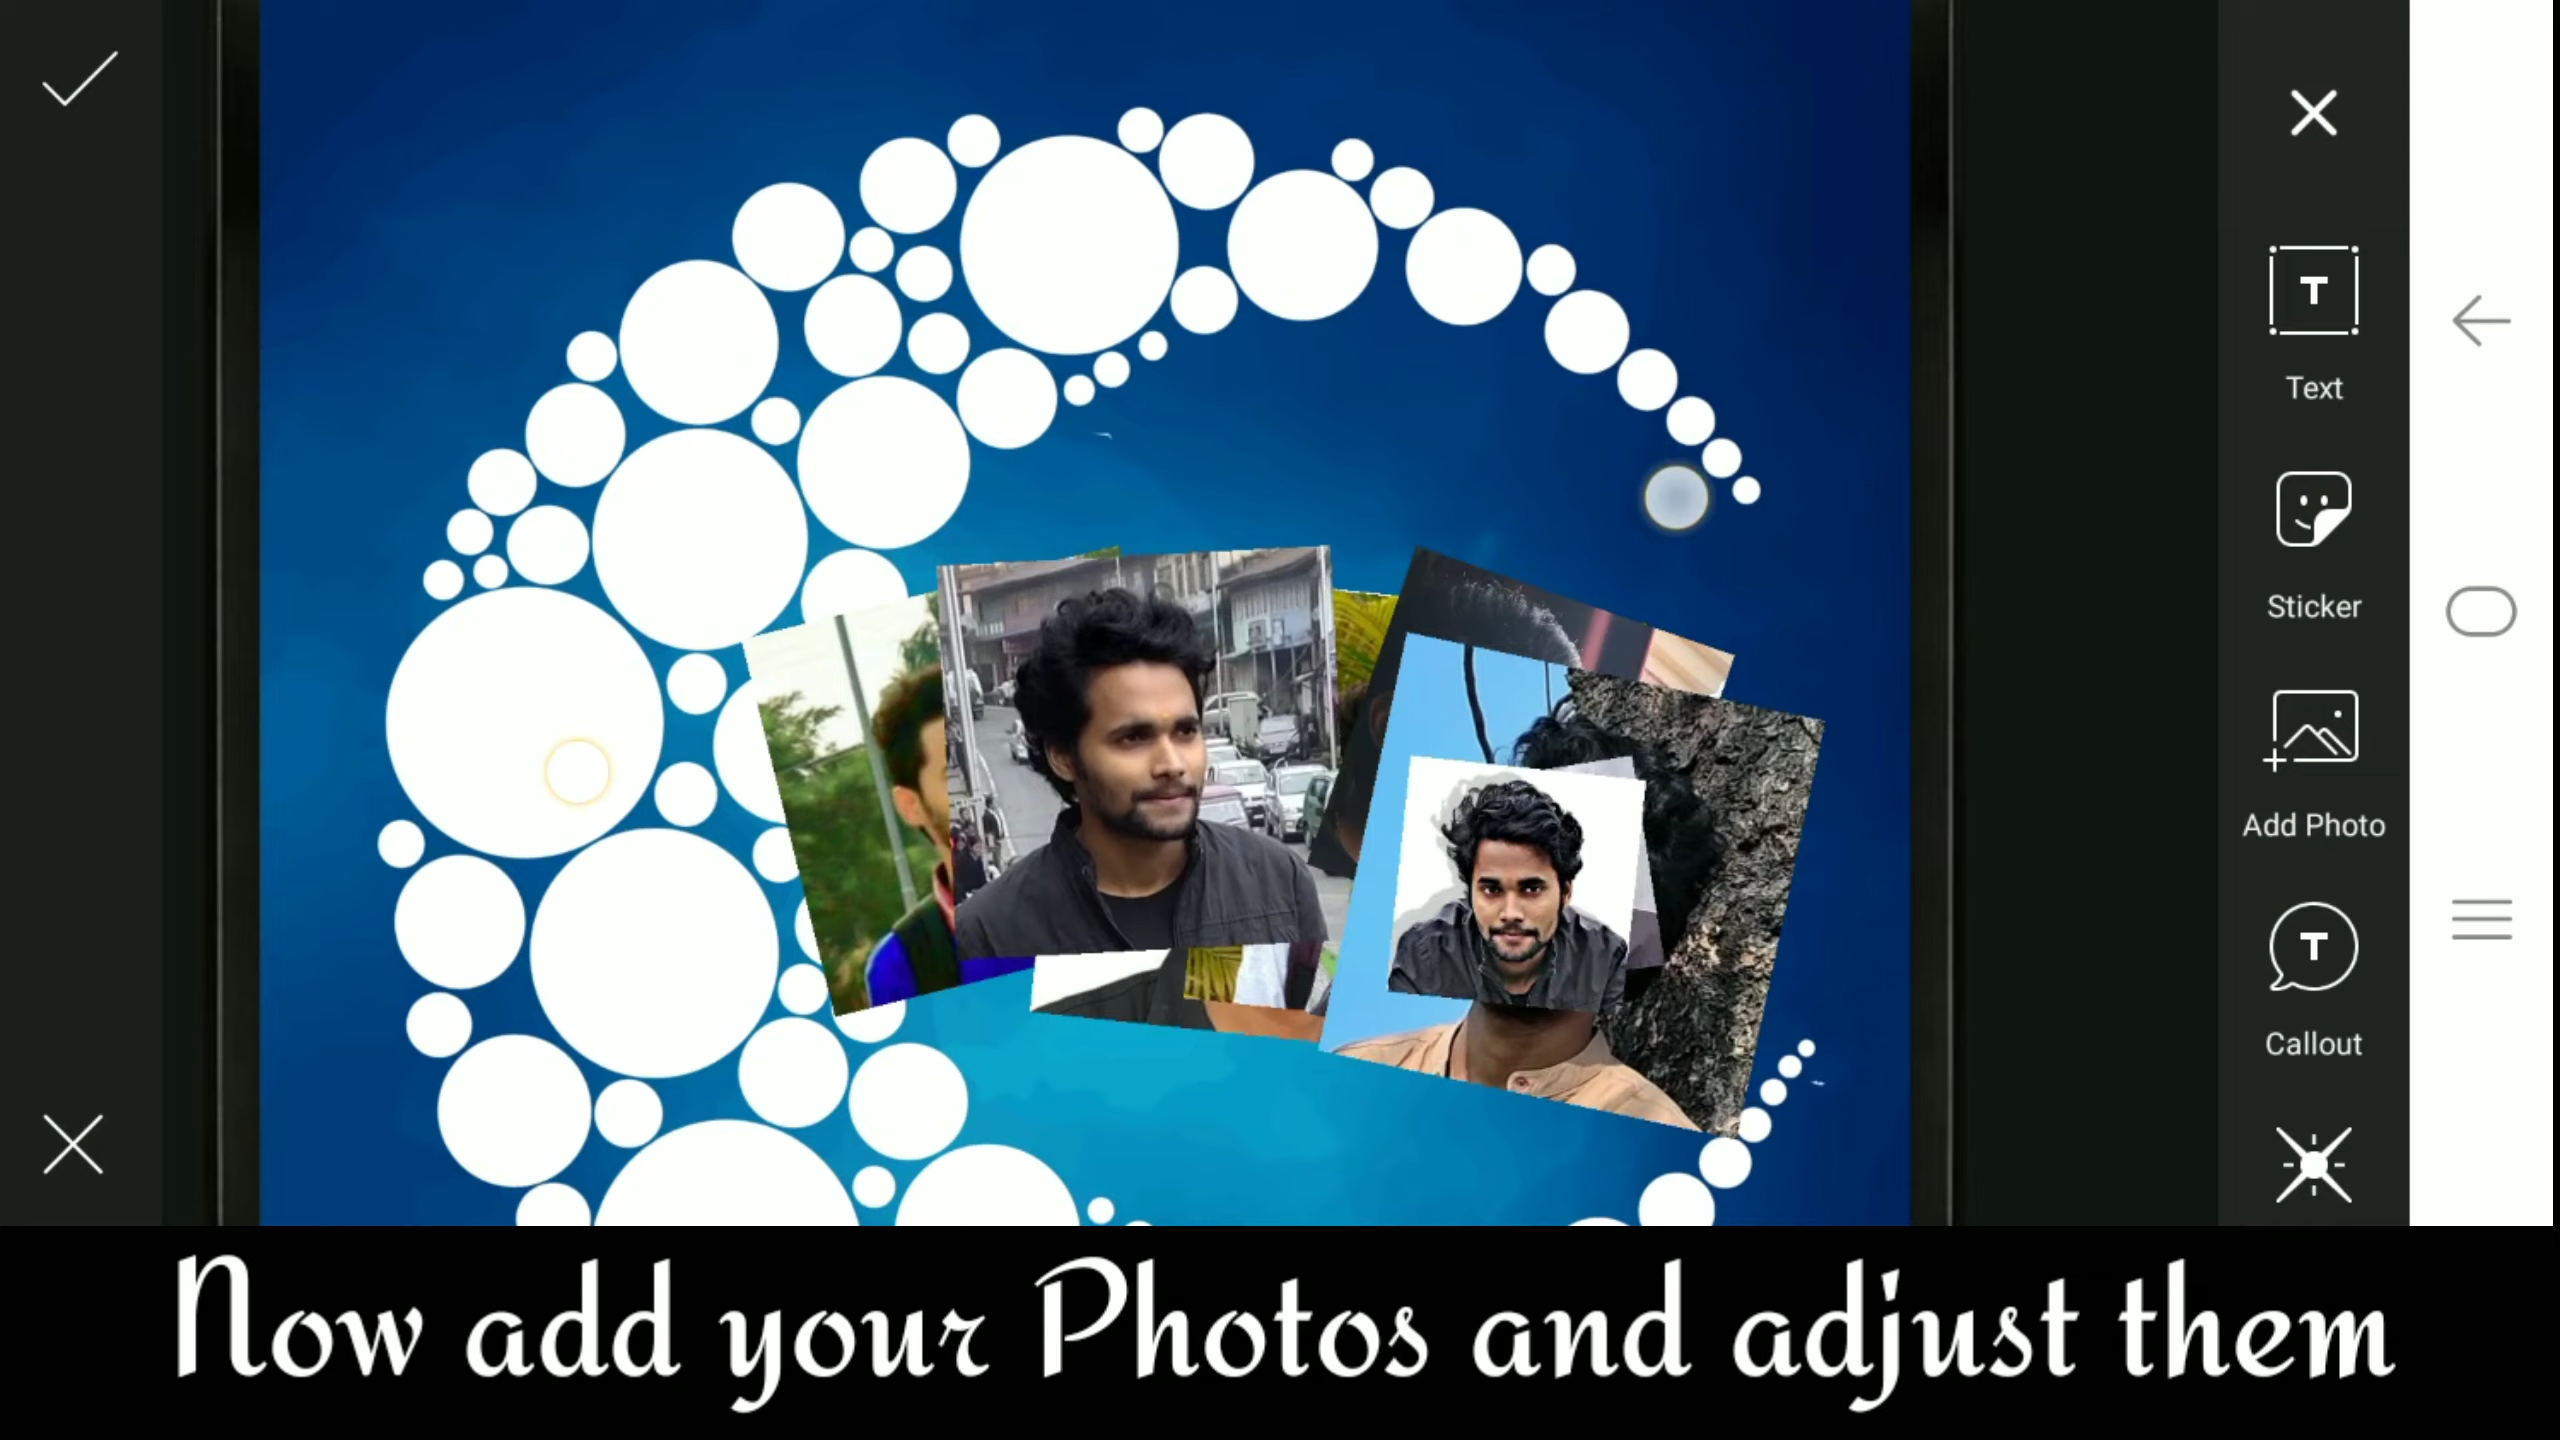 T
Text
Sticker
Add Photo
T
Callout
Now add your Photos and adjust them